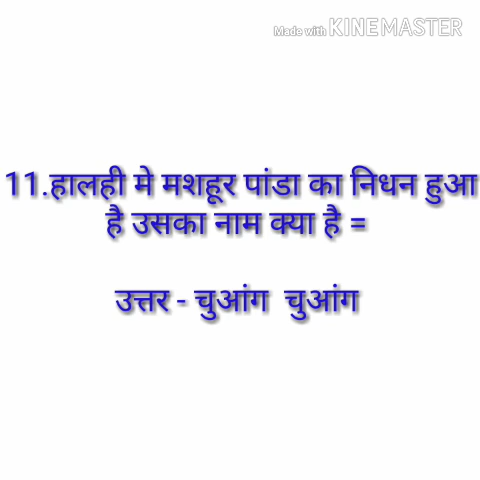 Made with KINEMASTER
11.हालही मे मशहूर पांडा का निधन हुआ
है उसका नाम क्या है =
उत्तर - चुआंग चुआंग